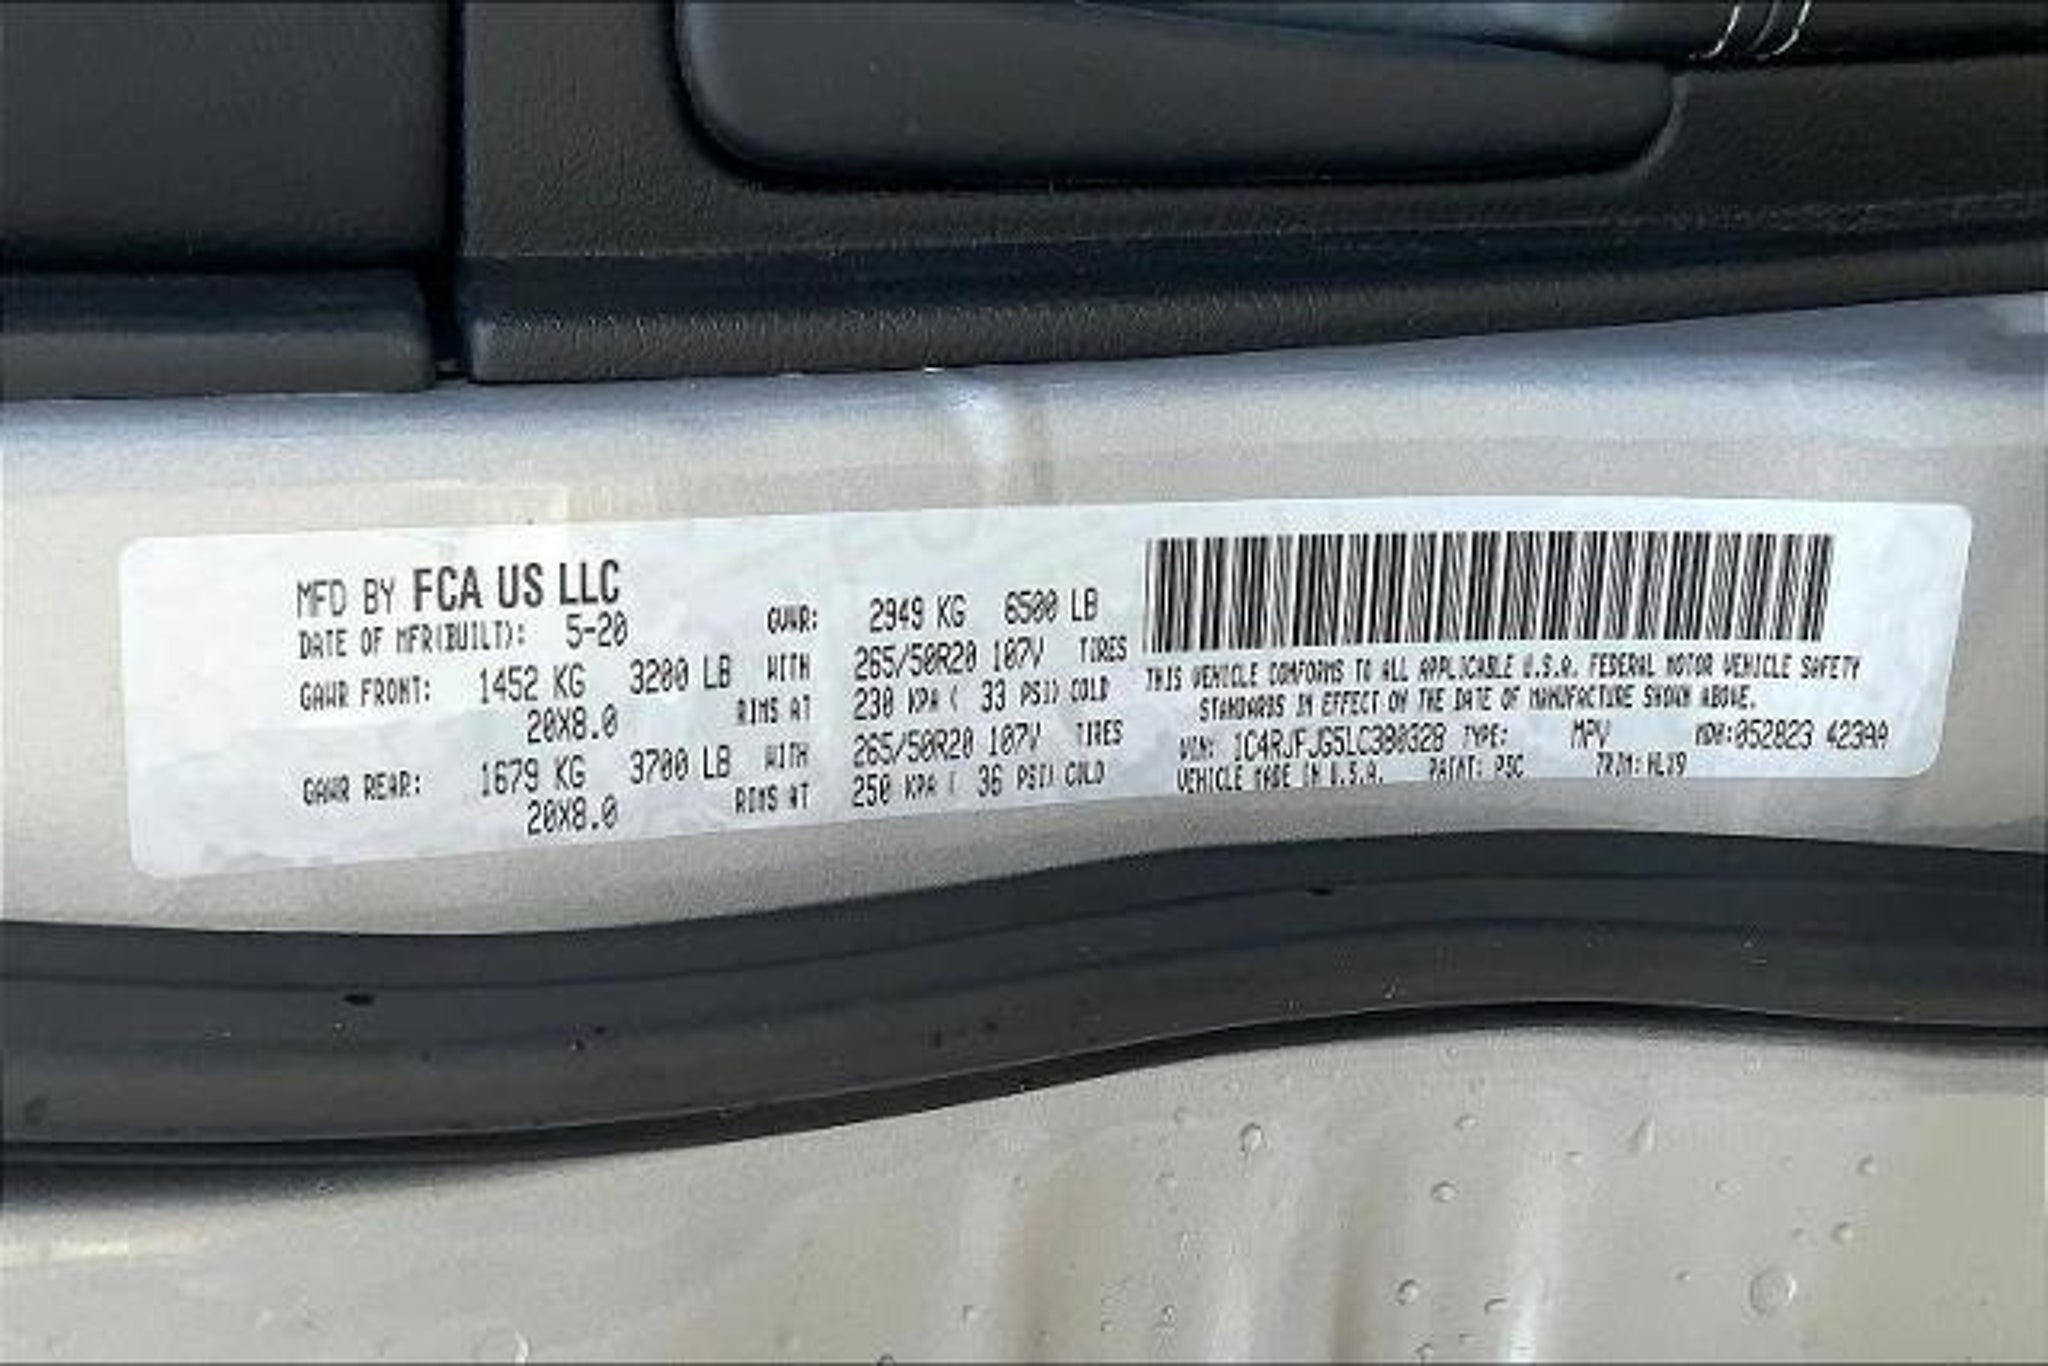 MFD BY FCA US LLC
DATE OF MFR(BUILT): 5-20 GVWR: 2949 KG 6500 LB
GAWR FRONT: 1452 KG 3200 LB WITH 265/50R20 107V TIRES
20X8.0 RIMS AT 230 KPA ( 33 PSI) COLD
GAWR REAR: 1679 KG 3700 LB WITH 265/50R20 107V TIRES
20X8.0 RIMS AT 250 KPA ( 36 PSI) COLD
THIS VEHICLE CONFORMS TO ALL APPLICABLE U.S.A. FEDERAL MOTOR VEHICLE SAFETY
STANDARDS IN EFFECT ON THE DATE OF MANUFACTURE SHOWN ABOVE.
VIN: 1C4RJFJG5LC380328 TYPE: MPV MDH:052823 423AA
VEHICLE MADE IN U.S.A. PAINT: PSC TRIM: